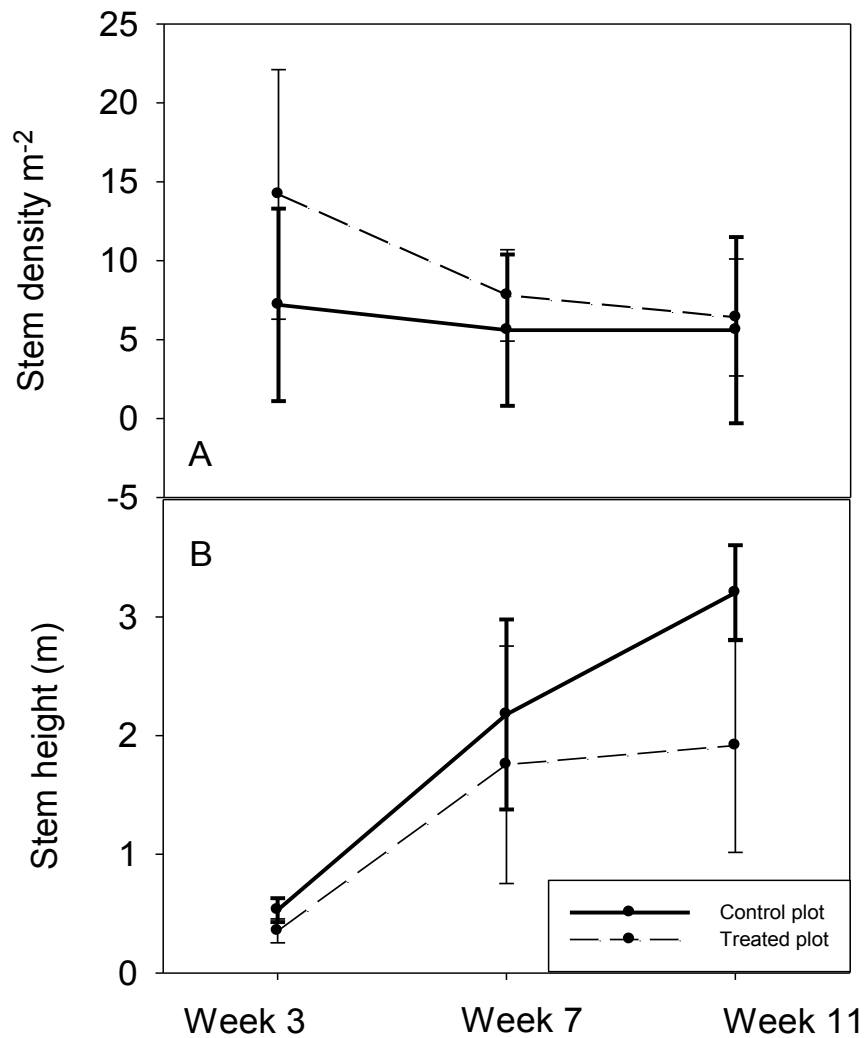 25
20
15
10
5
0
-5
Stem density m-2
A
B
3
2
1
0
Stem height (m)
Control plot
Treated plot
Week 3 Week 7 Week 11